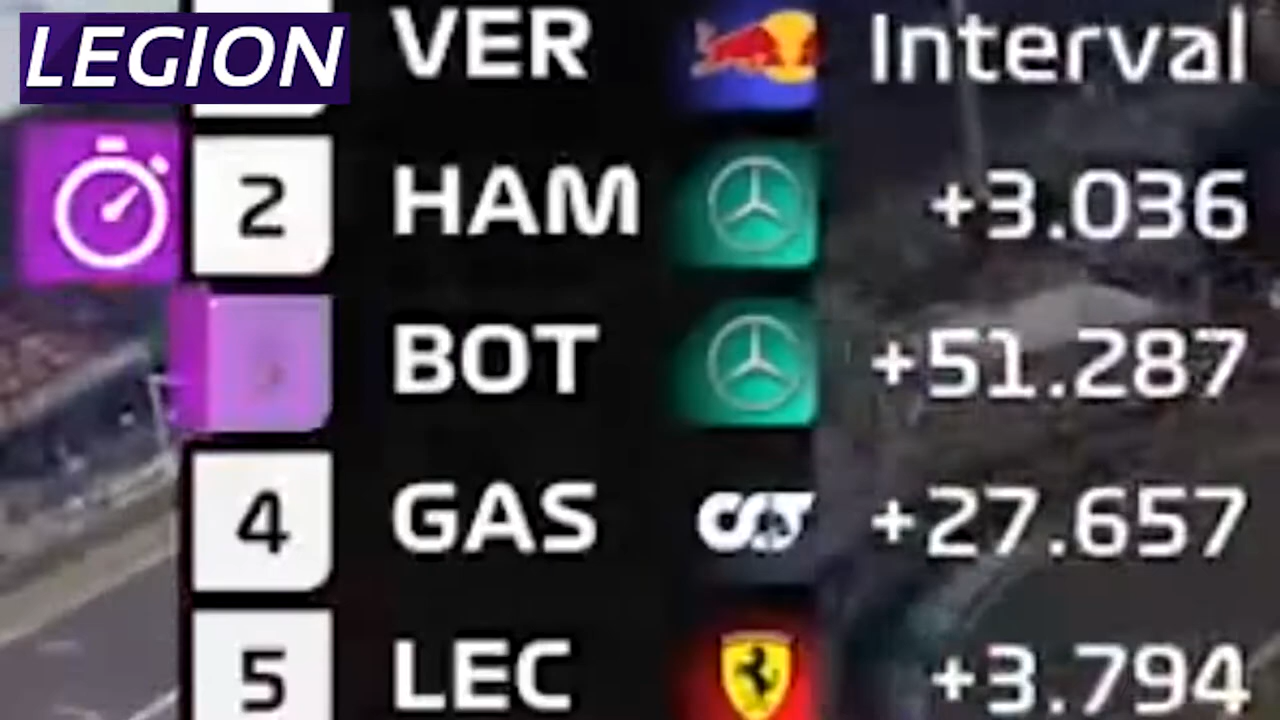 LEGION
VER Interval
2 HAM +3.036
BOT +51.287
4 GAS +27.657
5 LEC +3.794